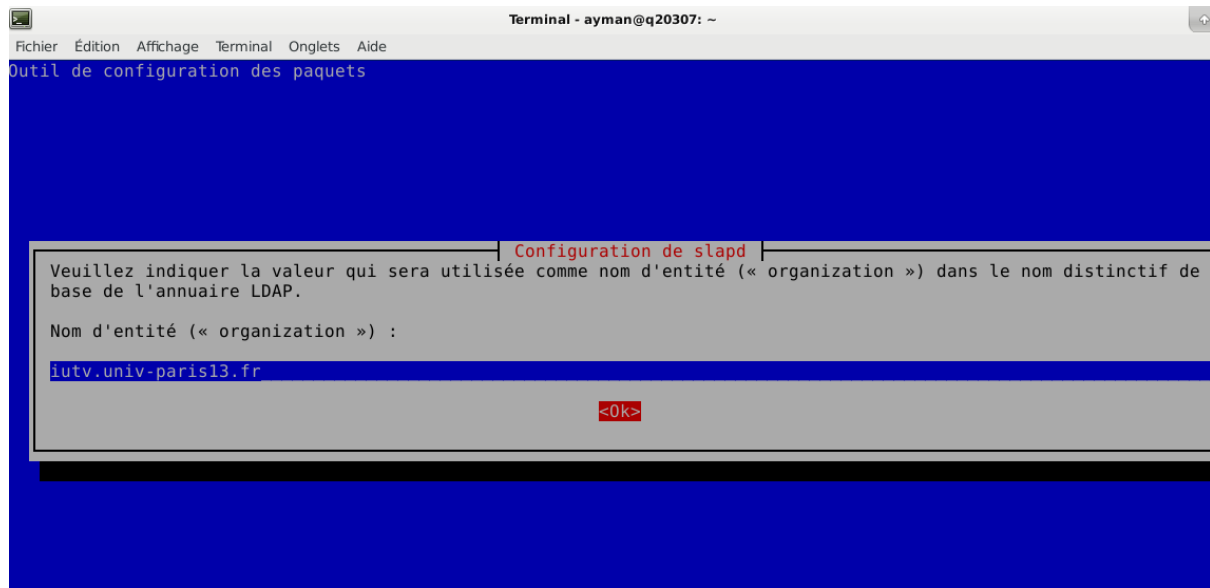 Terminal - ayman@q20307: ~
Fichier Édition Affichage Terminal Onglets Aide
Outil de configuration des paquets
Configuration de slapd
Veuillez indiquer la valeur qui sera utilisée comme nom d'entité (« organization ») dans le nom distinctif de
base de l'annuaire LDAP.
Nom d'entité (« organization ») :
iutv.univ-paris13.fr
<Ok>